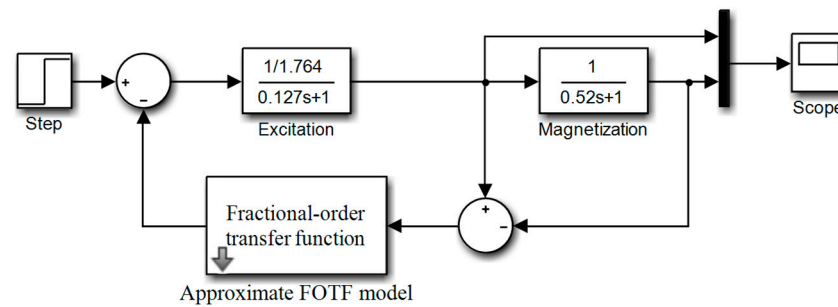 1/1.764
0.127s+1
Excitation
1
0.52s+1
Magnetization
Step
+
−
Scope
Fractional-order
transfer function
+
−
Approximate FOTF model